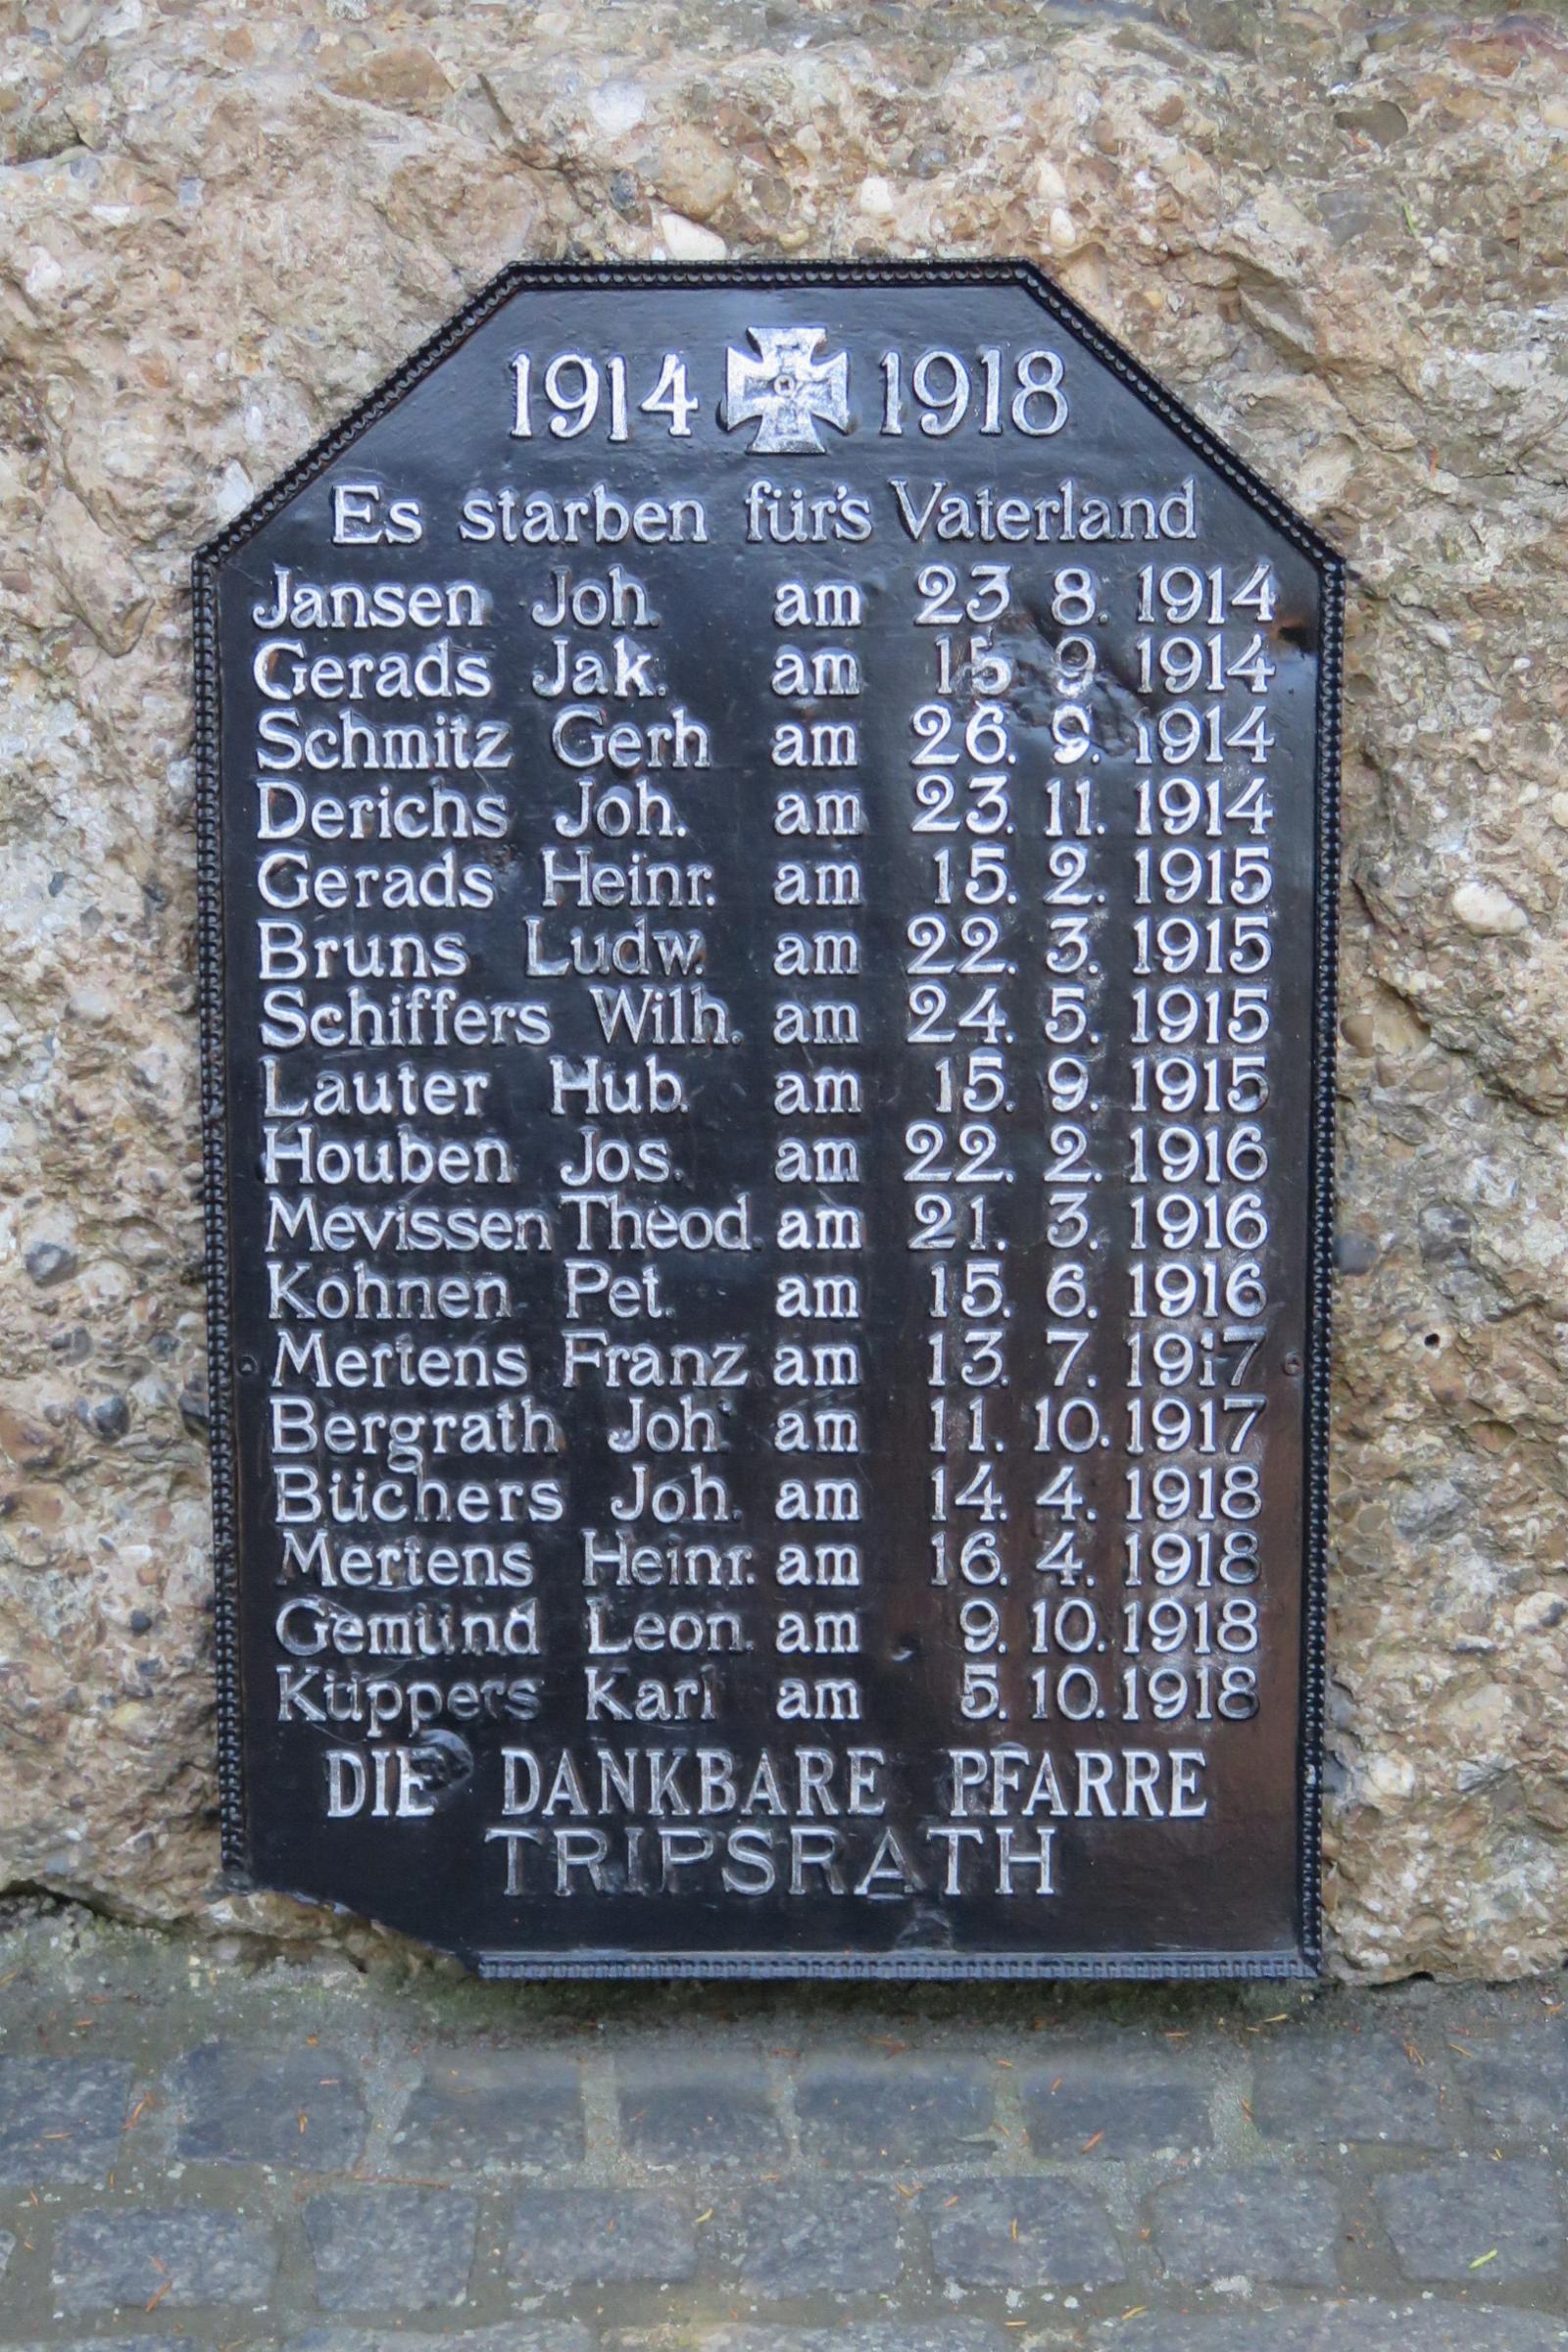 1914 1918
Es starben für's Vaterland
Jansen Joh. am 23. 8. 1914
Gerads Jak. am 15. 9. 1914
Schmitz Gerh am 26. 9. 1914
Derichs Joh. am 23. 11. 1914
Gerads Heinr. am 15. 2. 1915
Bruns Ludw. am 22. 3. 1915
Schiffers Wilh. am 24. 5. 1915
Lauter Hub. am 15. 9. 1915
Houben Jos. am 22. 2. 1916
Mevissen Theod. am 21. 3. 1916
Kohnen Pet. am 15. 6. 1916
Mertens Franz am 13. 7. 1917
Bergrath Joh. am 11. 10. 1917
Büchers Joh. am 14. 4. 1918
Mertens Heinr. am 16. 4. 1918
Gemünd Leon. am 9. 10. 1918
Küppers Karl am 5. 10. 1918
DIE DANKBARE PFARRE
TRIPSRATH